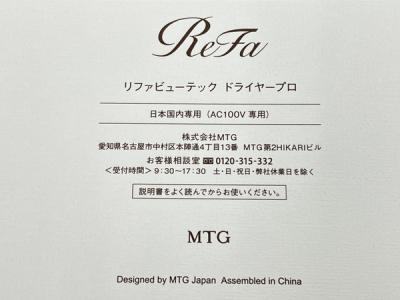 ReFa
リファビューテック ドライヤープロ
日本国内専用（AC100V 専用）
株式会社MTG
愛知県名古屋市中村区本陣通4丁目13番 MTG第2HIKARIビル
お客様相談室 0120-315-332
＜受付時間＞9：30～17：30 土・日・祝日・弊社休業日を除く
説明書をよく読んでからお使いください。
MTG
Designed by MTG Japan Assembled in China